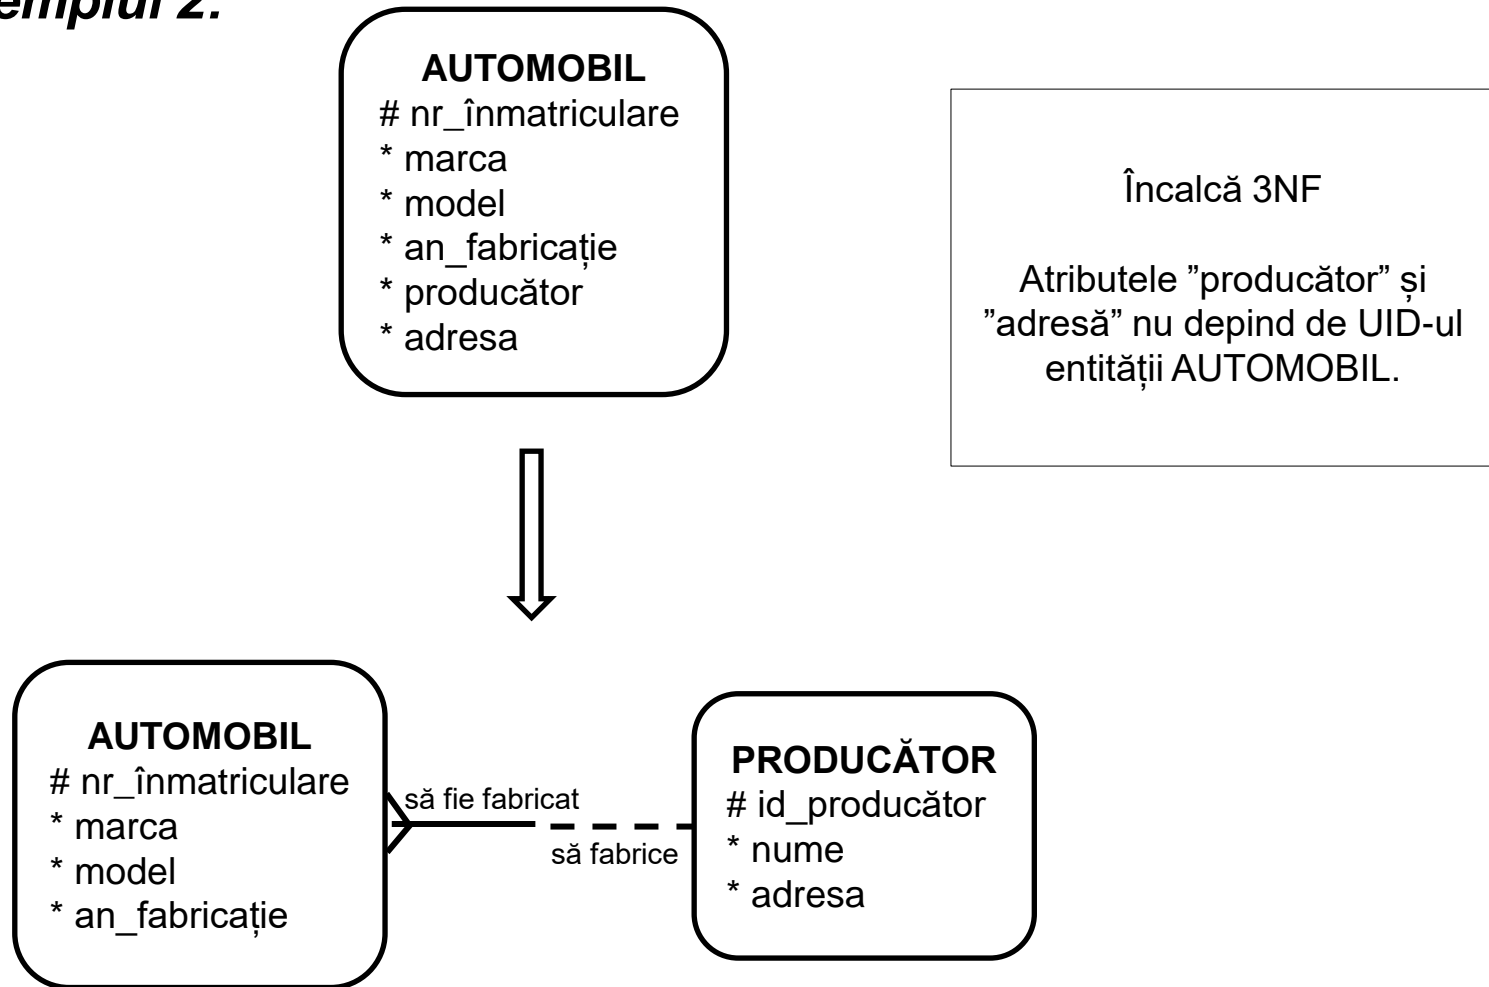 emplul 2:
AUTOMOBIL
# nr_înmatriculare
* marca
* model
* an_fabricație
* producător
* adresa
Încalcă 3NF
Atributele ”producător” și
”adresă” nu depind de UID-ul
entității AUTOMOBIL.
AUTOMOBIL
# nr_înmatriculare
* marca
* model
* an_fabricație
să fie fabricat
să fabrice
PRODUCĂTOR
# id_producător
* nume
* adresa